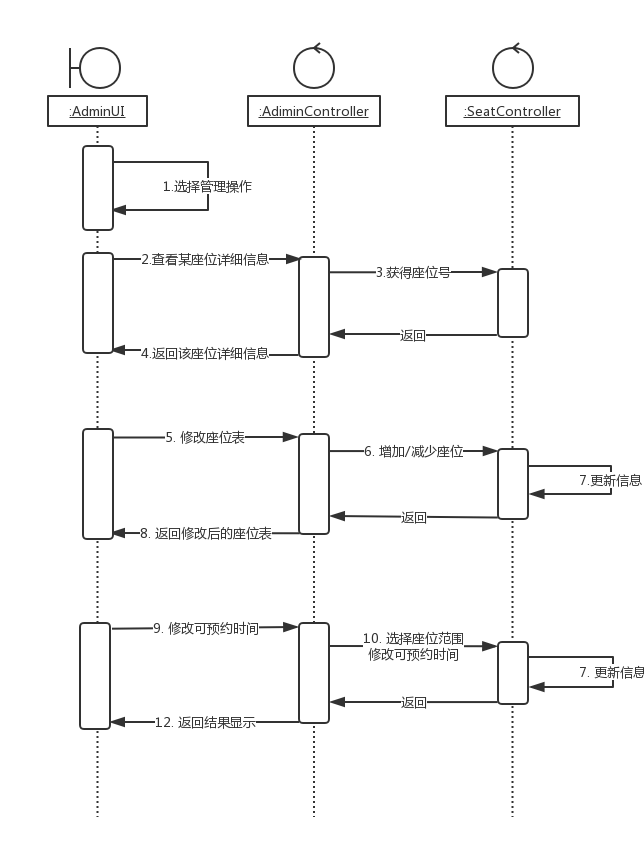 :AdminUI
:AdiminController
:SeatController
1.选择管理操作
2.查看某座位详细信息
3.获得座位号
返回
4.返回该座位详细信息
5. 修改座位表
6. 增加/减少座位
7.更新信息
返回
8. 返回修改后的座位表
9. 修改可预约时间
10. 选择座位范围
修改可预约时间
7. 更新信息
返回
12. 返回结果显示